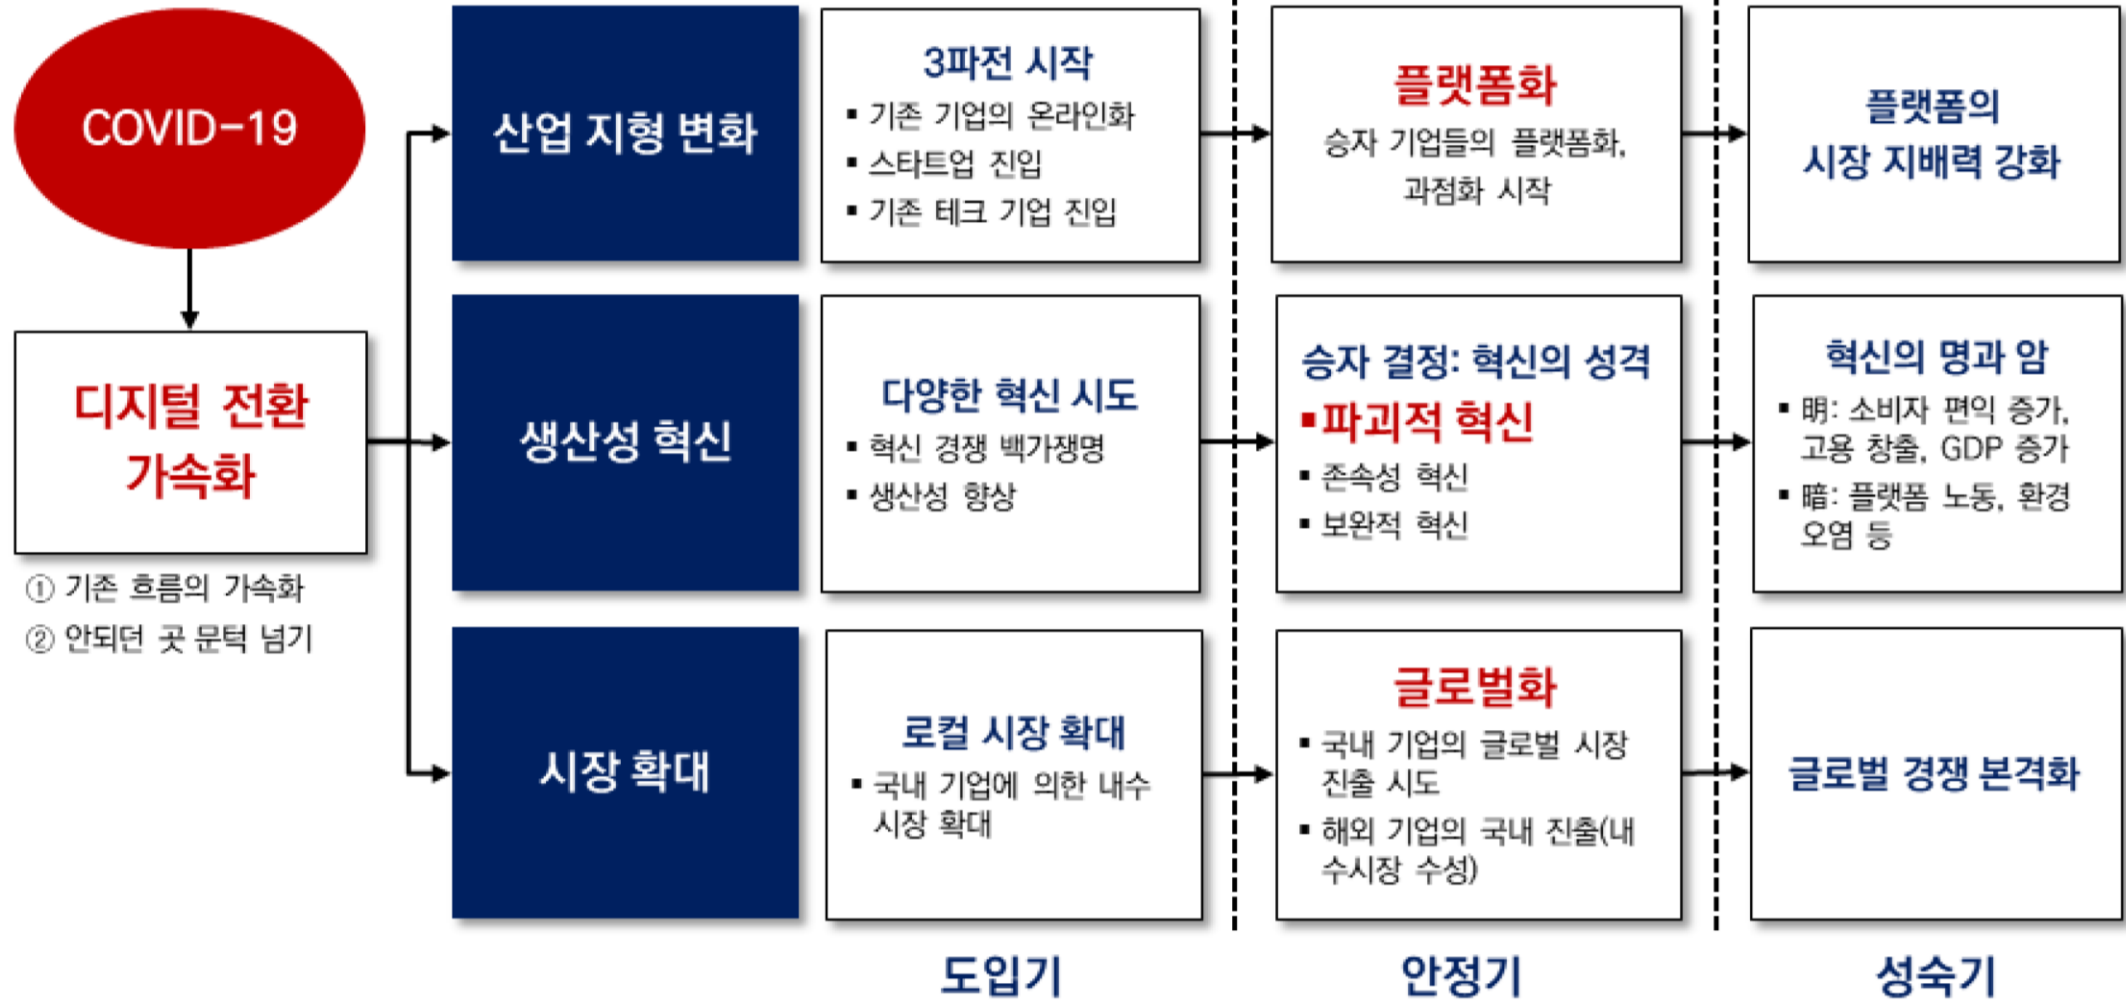 COVID-19
디지털 전환
가속화
① 기존 흐름의 가속화
② 안되던 곳 문턱 넘기
산업 지형 변화
3파전 시작
▪ 기존 기업의 온라인화
▪ 스타트업 진입
▪ 기존 테크 기업 진입
플랫폼화
승자 기업들의 플랫폼화,
과점화 시작
플랫폼의
시장 지배력 강화
생산성 혁신
다양한 혁신 시도
▪ 혁신 경쟁 백가쟁명
▪ 생산성 향상
승자 결정: 혁신의 성격
▪ 파괴적 혁신
▪ 존속성 혁신
▪ 보완적 혁신
혁신의 명과 암
▪ 明: 소비자 편익 증가,
고용 창출, GDP 증가
▪ 暗: 플랫폼 노동, 환경
오염 등
시장 확대
로컬 시장 확대
▪ 국내 기업에 의한 내수
시장 확대
글로벌화
▪ 국내 기업의 글로벌 시장
진출 시도
▪ 해외 기업의 국내 진출(내
수시장 수성)
글로벌 경쟁 본격화
도입기
안정기
성숙기